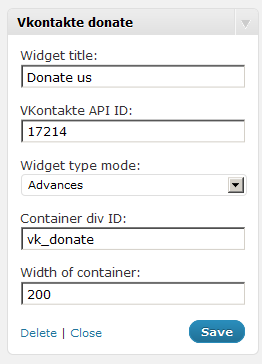 Vkontakte donate
Widget title:
Donate us
VKontakte API ID:
17214
Widget type mode:
Advances
Container div ID:
vk_donate
Width of container:
200
Delete | Close Save